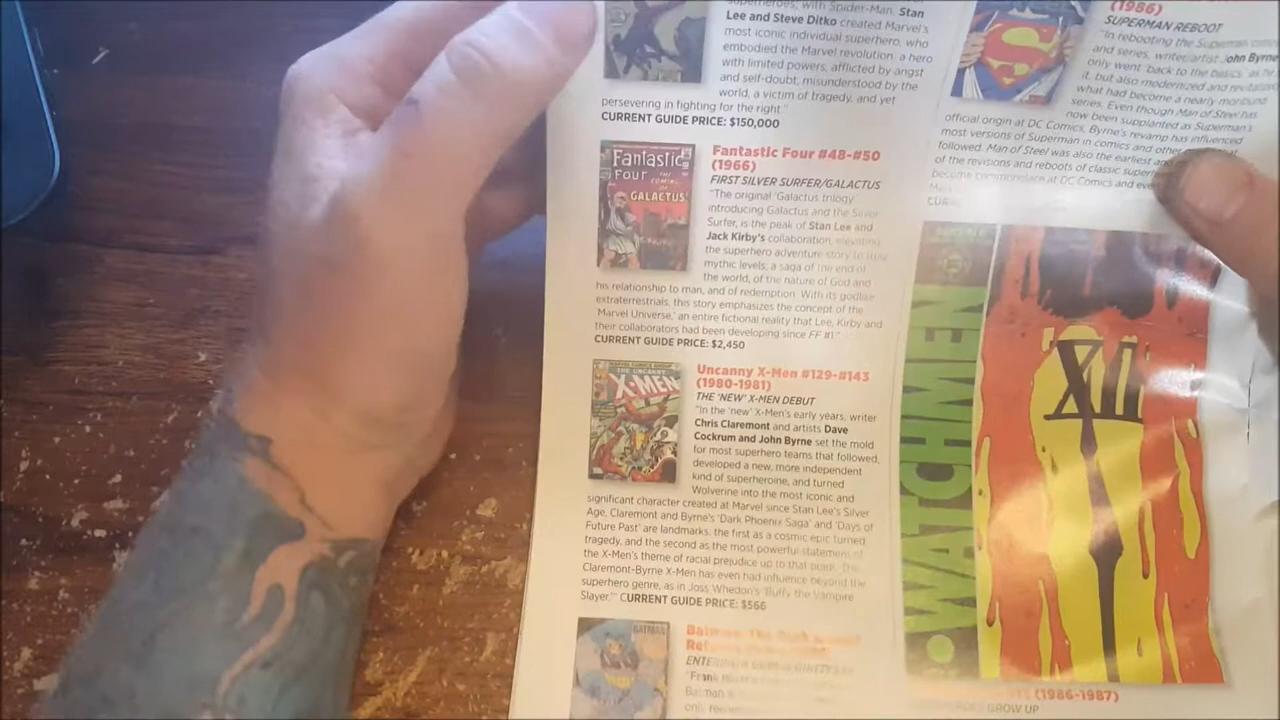 superheroes, with Spider-Man. Stan
Lee and Steve Ditko created Marvel's
most iconic individual superhero, who
embodied the Marvel revolution: a hero
with limited powers, afflicted by angst
and self-doubt, misunderstood by the
world, a victim of tragedy, and yet
persevering in fighting for the right."
CURRENT GUIDE PRICE: $150,000
Fantastic
FOUR
THE
COMING
OF
GALACTUS!
Fantastic Four #48-#50
(1966)
FIRST SILVER SURFER/GALACTUS
"The original 'Galactus trilogy'
introducing Galactus and the Silver
Surfer, is the peak of Stan Lee and
Jack Kirby's collaboration, elevating
the superhero adventure story to true
mythic levels; a saga of the end of
the world, of the nature of God and
his relationship to man, and of redemption. With its godlike
extraterrestrials, this story emphasizes the concept of the
'Marvel Universe,' an entire fictional reality that Lee, Kirby and
their collaborators had been developing since FF #1."
CURRENT GUIDE PRICE: $2,450
THE UNCANNY
X-MEN
Uncanny X-Men #129-#143
(1980-1981)
THE 'NEW' X-MEN DEBUT
"In the 'new' X-Men's early years, writer
Chris Claremont and artists Dave
Cockrum and John Byrne set the mold
for most superhero teams that followed,
developed a new, more independent
kind of superheroine, and turned
Wolverine into the most iconic and
significant character created at Marvel since Stan Lee's Silver
Age. Claremont and Byrne's 'Dark Phoenix Saga' and 'Days of
Future Past' are landmarks: the first as a cosmic epic turned
tragedy, and the second as the most powerful statement of
the X-Men's theme of racial prejudice up to that point. The
Claremont-Byrne X-Men has even had influence beyond the
superhero genre, as in Joss Whedon's 'Buffy the Vampire
Slayer.'" CURRENT GUIDE PRICE: $566
BATMAN
Batman: The Dark
"Frank
Batman
only
(1986)
SUPERMAN REBOOT
"In rebooting the Superman
and series, writer/artist John Byrne
only went 'back to the basics,' as he
it, but also modernized and revitalized
what had become a nearly moribund
series. Even though Man of Steel has
now been supplanted as Superman's
official origin at DC Comics, Byrne's revamp has influenced
most versions of Superman in comics and other
followed. Man of Steel was also the earliest
of the revisions and reboots of classic
become commonplace at DC Comics and
WATCHMEN
XII
(1986-1987)
GROW UP